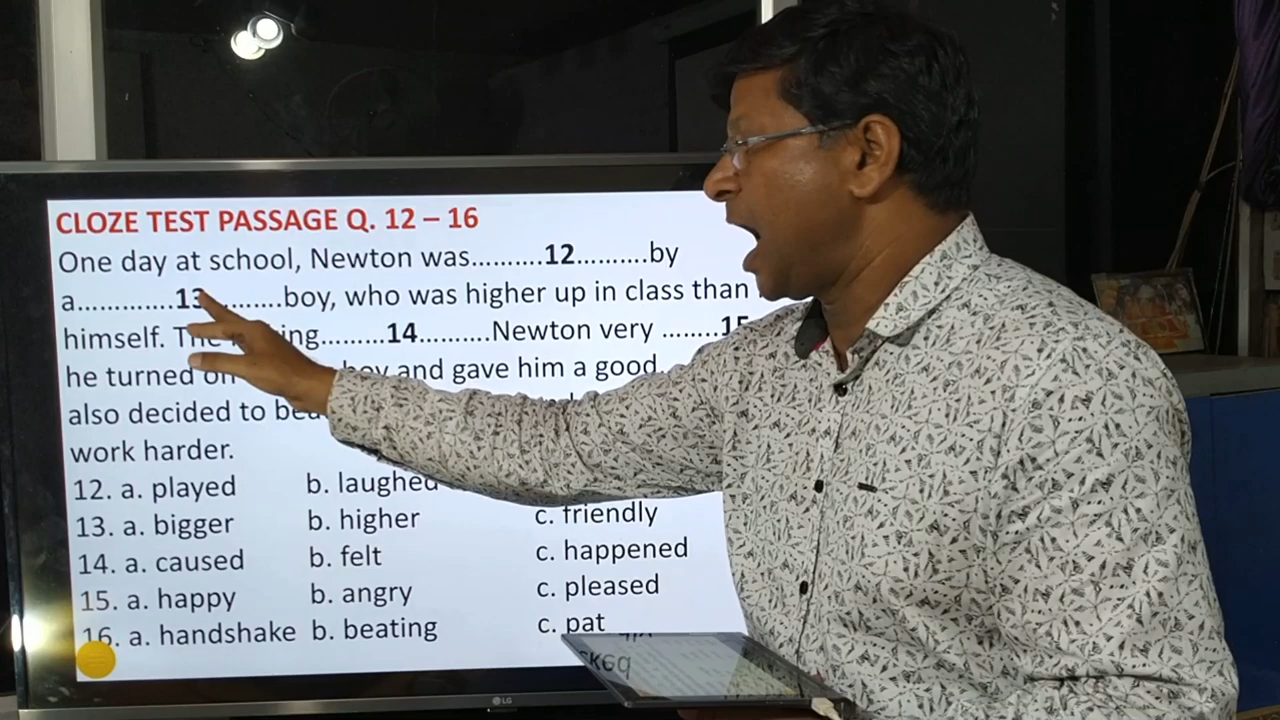 CLOZE TEST PASSAGE Q. 12 – 16
One day at school, Newton was..........12..........by
a.............13..........boy, who was higher up in class than
himself. The..........14..........Newton very ........15
he turned on boy and gave him a good
also decided to
work harder.
12. a. played b. laughed
13. a. bigger b. higher c. friendly
14. a. caused b. felt c. happened
15. a. happy b. angry c. pleased
16. a. handshake b. beating c. pat
LG